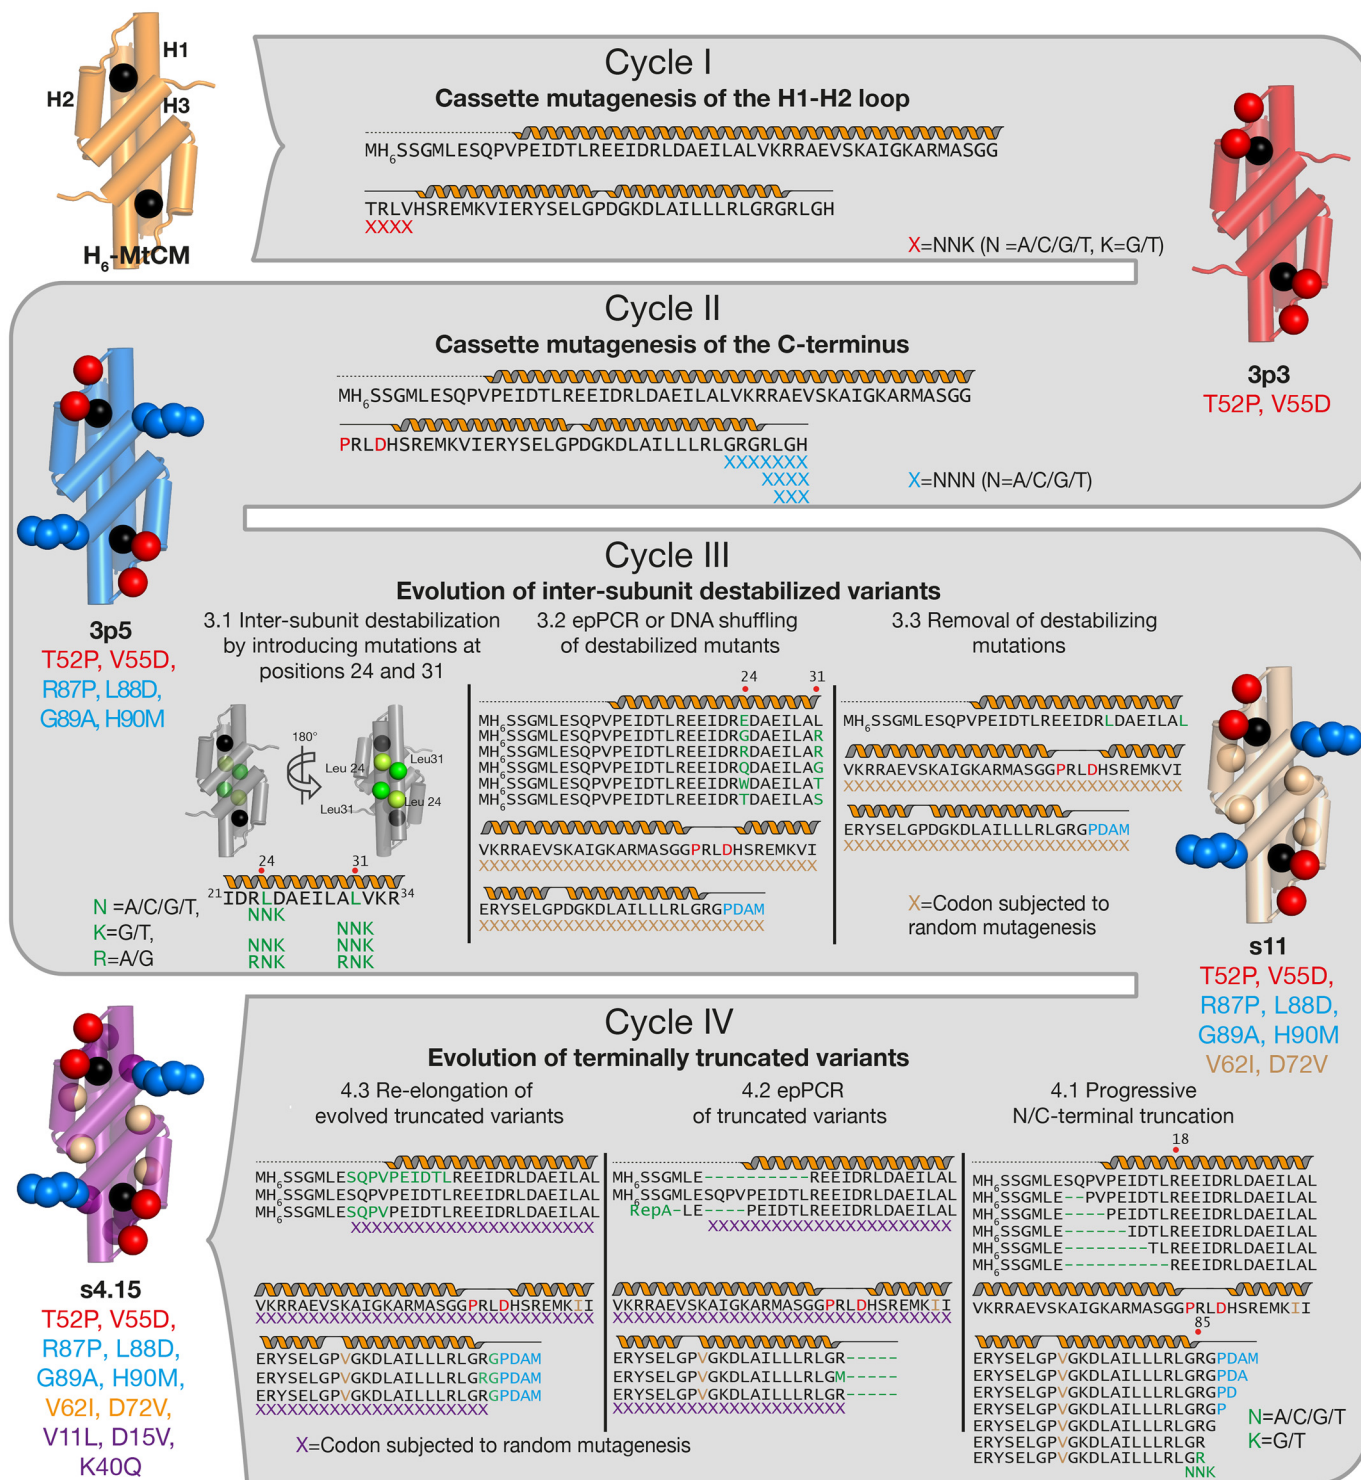 H1
H2
H3
H6-MtCM
Cycle I
Cassette mutagenesis of the H1-H2 loop
MH6SSGMLESQPVPEIDTLREEIDRLDAEILALVKRRAEVSKAIGKARMASGG
TRLVHSREMKVIERYSELGPDGKDLAILLLRLGRGRLGH
XXXX
X=NNK (N =A/C/G/T, K=G/T)
3p3
T52P, V55D
Cycle II
Cassette mutagenesis of the C-terminus
MH6SSGMLESQPVPEIDTLREEIDRLDAEILALVKRRAEVSKAIGKARMASGG
PRLDHSREMKVIERYSELGPDGKDLAILLLRLGRGRLGH
XXXXXXX
XXXX
XXX
X=NNN (N=A/C/G/T)
3p5
T52P, V55D,
R87P, L88D,
G89A, H90M
Cycle III
Evolution of inter-subunit destabilized variants
3.1 Inter-subunit destabilization
by introducing mutations at
positions 24 and 31
180°
Leu 24
Leu31
Leu31
Leu 24
24
31
21IDRLDAEILALVKR34
NNK
NNK
NNK NNK
RNK RNK
N =A/C/G/T,
K=G/T,
R=A/G
3.2 epPCR or DNA shuffling
of destabilized mutants
24
31
MH6SSGMLESQPVPEIDTLREEIDREDAEILAL
MH6SSGMLESQPVPEIDTLREEIDRGDAEILAR
MH6SSGMLESQPVPEIDTLREEIDRRDAEILAR
MH6SSGMLESQPVPEIDTLREEIDRQDAEILAG
MH6SSGMLESQPVPEIDTLREEIDRWDAEILAT
MH6SSGMLESQPVPEIDTLREEIDRTDAEILAS
VKRRAEVSKAIGKARMASGGPRLDHSREMKVI
XXXXXXXXXXXXXXXXXXXXXXXXXXXXXXXX
ERYSELGPDGKDLAILLLRLGRGPDAM
XXXXXXXXXXXXXXXXXXXXXXXXXXX
3.3 Removal of destabilizing
mutations
MH6SSGMLESQPVPEIDTLREEIDRLDAEILAL
VKRRAEVSKAIGKARMASGGPRLDHSREMKVI
XXXXXXXXXXXXXXXXXXXXXXXXXXXXXXXX
ERYSELGPDGKDLAILLLRLGRGPDAM
XXXXXXXXXXXXXXXXXXXXXXXXXXX
X=Codon subjected to
random mutagenesis
s11
T52P, V55D,
R87P, L88D,
G89A, H90M
V62I, D72V
Cycle IV
Evolution of terminally truncated variants
4.3 Re-elongation of
evolved truncated variants
MH6SSGMLESQPVPEIDTLREEIDRLDAEILAL
MH6SSGMLESQPVPEIDTLREEIDRLDAEILAL
MH6SSGMLESQPVPEIDTLREEIDRLDAEILAL
XXXXXXXXXXXXXXXXXXXXXXX
VKRRAEVSKAIGKARMASGGPRLDHSREMKII
XXXXXXXXXXXXXXXXXXXXXXXXXXXXXXXX
ERYSELGPVGKDLAILLLRLGRGPDAM
ERYSELGPVGKDLAILLLRLGRGPDAM
ERYSELGPVGKDLAILLLRLGRGPDAM
XXXXXXXXXXXXXXXXXXXXXX
X=Codon subjected to random mutagenesis
4.2 epPCR
of truncated variants
MH6SSGMLE----------REEIDRLDAEILAL
MH6SSGMLESQPVPEIDTLREEIDRLDAEILAL
RepA-LE----PEIDTLREEIDRLDAEILAL
XXXXXXXXXXXXXXXXXXXXXXX
VKRRAEVSKAIGKARMASGGPRLDHSREMKII
XXXXXXXXXXXXXXXXXXXXXXXXXXXXXXXX
ERYSELGPVGKDLAILLLRLGR-----
ERYSELGPVGKDLAILLLRLGM-----
ERYSELGPVGKDLAILLLRLGR-----
XXXXXXXXXXXXXXXXXXXXXX
4.1 Progressive
N/C-terminal truncation
18
MH6SSGMLESQPVPEIDTLREEIDRLDAEILAL
MH6SSGMLE--PVPEIDTLREEIDRLDAEILAL
MH6SSGMLE----PEIDTLREEIDRLDAEILAL
MH6SSGMLE------IDTLREEIDRLDAEILAL
MH6SSGMLE--------TLREEIDRLDAEILAL
MH6SSGMLE----------REEIDRLDAEILAL
VKRRAEVSKAIGKARMASGGPRLDHSREMKII
85
ERYSELGPVGKDLAILLLRLGRGPDAM
ERYSELGPVGKDLAILLLRLGRGPDA
ERYSELGPVGKDLAILLLRLGRGPD
ERYSELGPVGKDLAILLLRLGRGP
ERYSELGPVGKDLAILLLRLGRG
ERYSELGPVGKDLAILLLRLGR
ERYSELGPVGKDLAILLLRLGR
NNK
N=A/C/G/T
K=G/T
s4.15
T52P, V55D,
R87P, L88D,
G89A, H90M,
V62I, D72V,
V11L, D15V,
K40Q